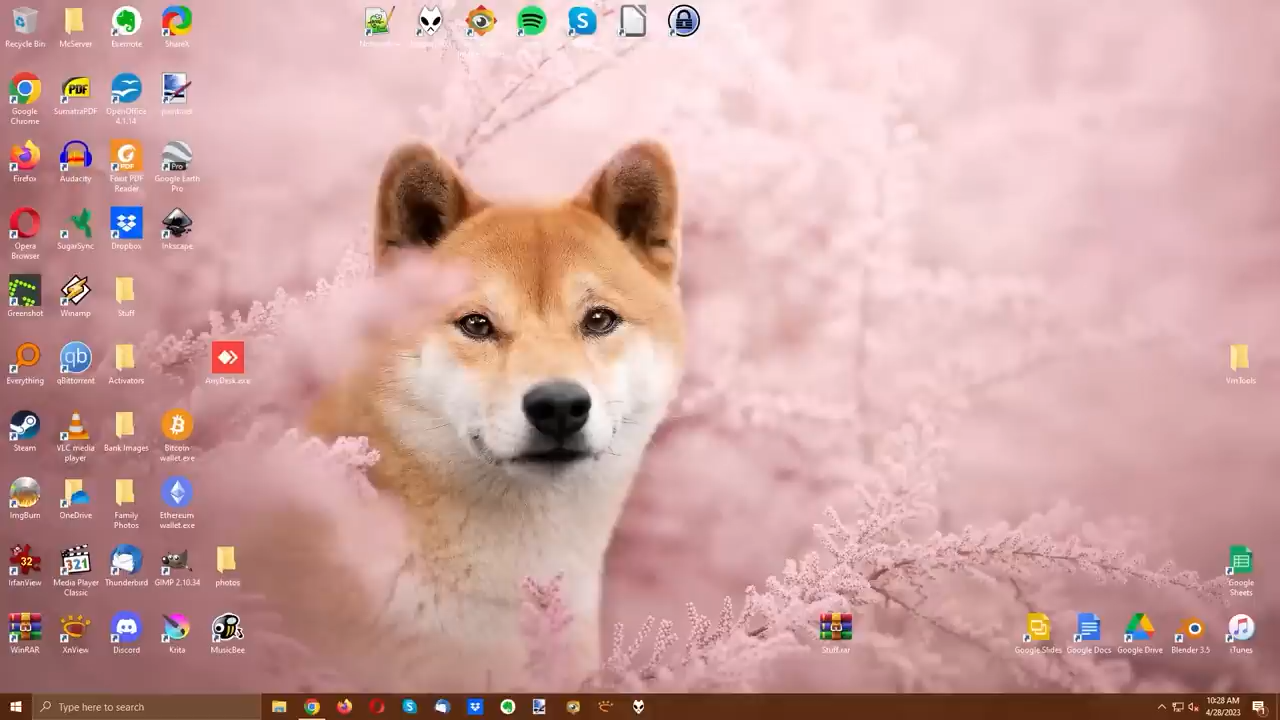 Recycle Bin
McServer
Evernote
ShareX
Google
Chrome
SumatraPDF
OpenOffice
4.1.14
paint.net
Firefox
Audacity
Foxit PDF
Reader
Google Earth
Pro
Opera
Browser
SugarSync
Dropbox
Inkscape
Greenshot
Winamp
Stuff
Everything
qBittorrent
Activators
AnyDesk.exe
VmTools
Steam
VLC media
player
Bank Images
Bitcoin
wallet.exe
ImgBurn
OneDrive
Family
Photos
Ethereum
wallet.exe
IrfanView
Media Player
Classic
Thunderbird
GIMP 2.10.34
photos
Google
Sheets
WinRAR
XnView
Discord
Krita
MusicBee
Stuff.rar
Google Slides
Google Docs
Google Drive
Blender 3.5
iTunes
Type here to search
10:28 AM
4/28/2023